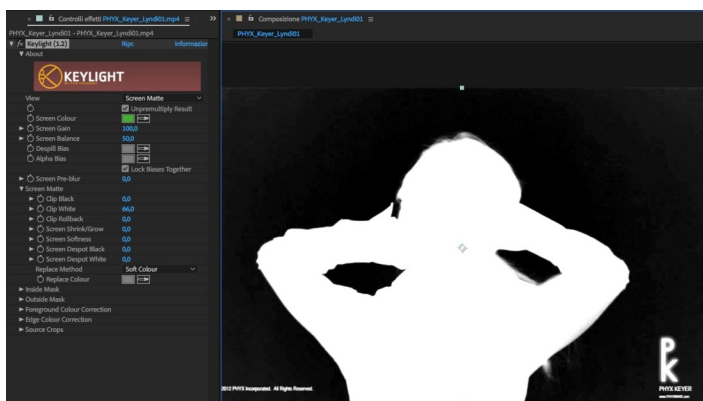 Controlli effetti PHYX_Keyer_Lyndi01.mp4
PHYX_Keyer_Lyndi01 - PHYX_Keyer_Lyndi01.mp4
fx Keylight (1.2) Ripr. Informazior
About
KEYLIGHT
View Screen Matte
Unpremultiply Result
Screen Colour
Screen Gain 100,0
Screen Balance 50,0
Despill Bias
Alpha Bias
Lock Biases Together
Screen Pre-blur 0,0
Screen Matte
Clip Black 0,0
Clip White 66,0
Clip Rollback 0,0
Screen Shrink/Grow 0,0
Screen Softness 0,0
Screen Despot Black 0,0
Screen Despot White 0,0
Replace Method Soft Colour
Replace Colour
Inside Mask
Outside Mask
Foreground Colour Correction
Edge Colour Correction
Source Crops
Composizione PHYX_Keyer_Lyndi01
PHYX_Keyer_Lyndi01
2012 PHYX Incorporated. All Rights Reserved.
PK
PHYX KEYER